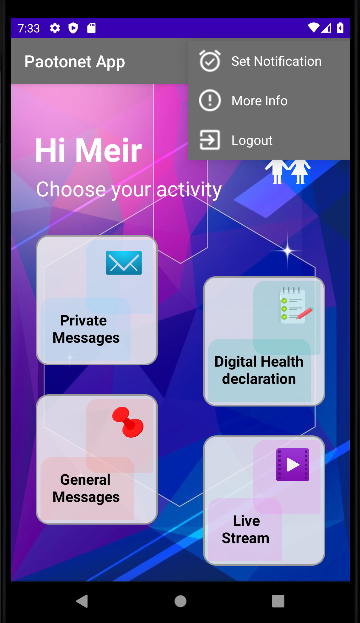 7:33
Paotonet App
Set Notification
More Info
Logout
Hi Meir
Choose your activity
Private
Messages
Digital Health
declaration
General
Messages
Live
Stream